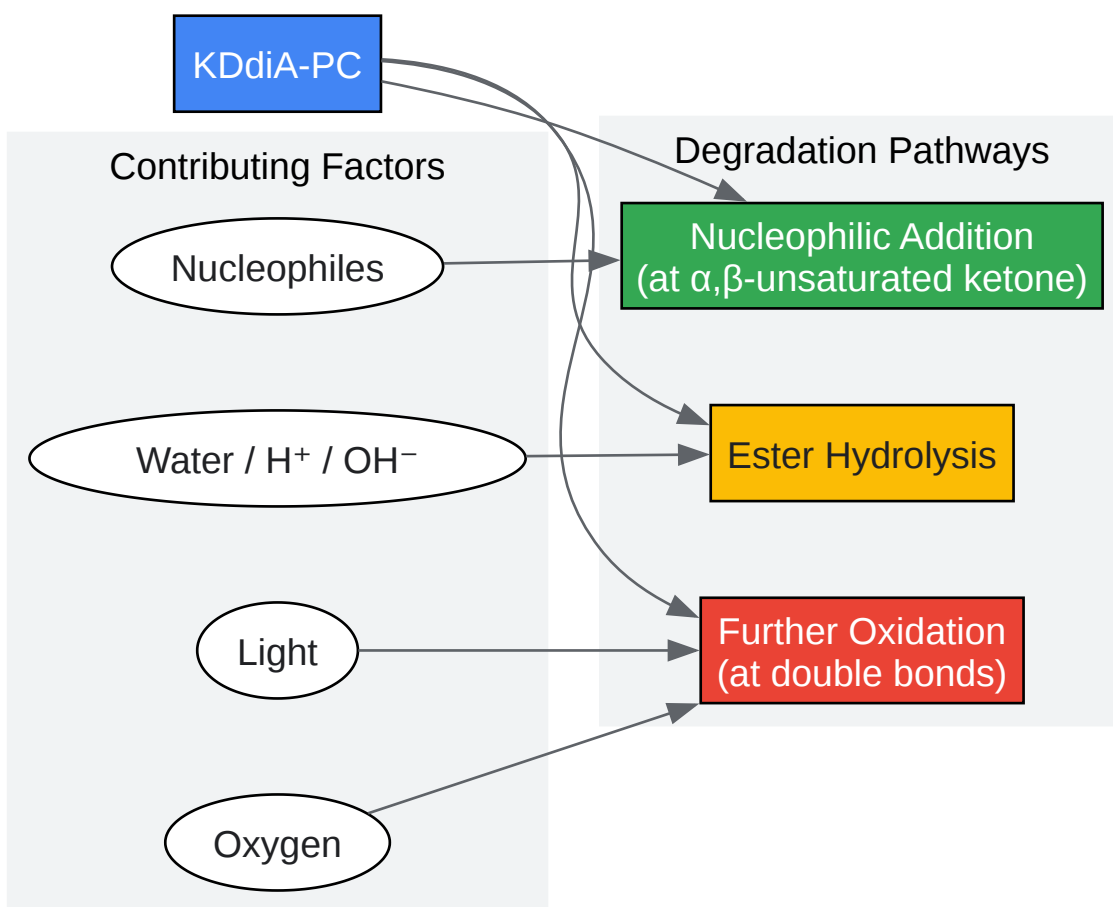 KDdiA-PC
Contributing Factors
Nucleophiles
Water / H⁺ / OH⁻
Light
Oxygen
Degradation Pathways
Nucleophilic Addition
(at α,β-unsaturated ketone)
Ester Hydrolysis
Further Oxidation
(at double bonds)